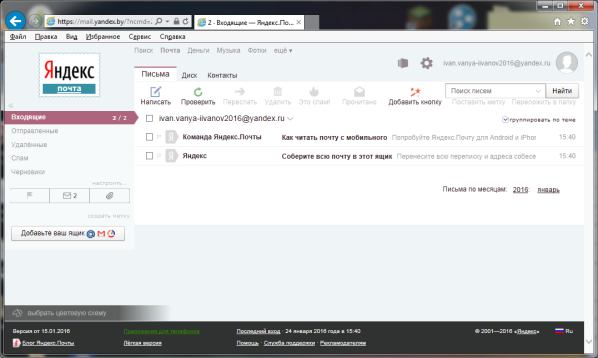 https://mail.yandex.by/?ncrnd=
2 - Входящие — Яндекс.По...
Файл Правка Вид Избранное Сервис Справка
Поиск Почта Деньги Музыка Фотки ещё
Яндекс
почта
ivan.vanya-iivanov2016@yandex.ru
Письма Диск Контакты
Написать Проверить Переслать Удалить Это спам! Прочитано Добавить кнопку
Поиск писем Найти
Поставить метку Переложить в папку
Входящие 2 / 2
Отправленные
Удалённые
Спам
Черновики
настроить...
2
создать метку
Добавьте ваш ящик
ivan.vanya-iivanov2016@yandex.ru группировать по теме
Команда Яндекс.Почты Как читать почту с мобильного Попробуйте Яндекс.Почту для Android и iPhor 15:40
Яндекс Соберите всю почту в этот ящик Перенесите всю переписку и адреса собесе 15:40
Письма по месяцам: 2016: январь
выбрать цветовую схему
Версия от 15.01.2016 Приложения для телефонов Последний вход · 24 января 2016 года в 15:40 © 2001—2016 «Яндекс» Ru
Блог Яндекс.Почты Лёгкая версия Помощь · Служба поддержки · Рекламодателям